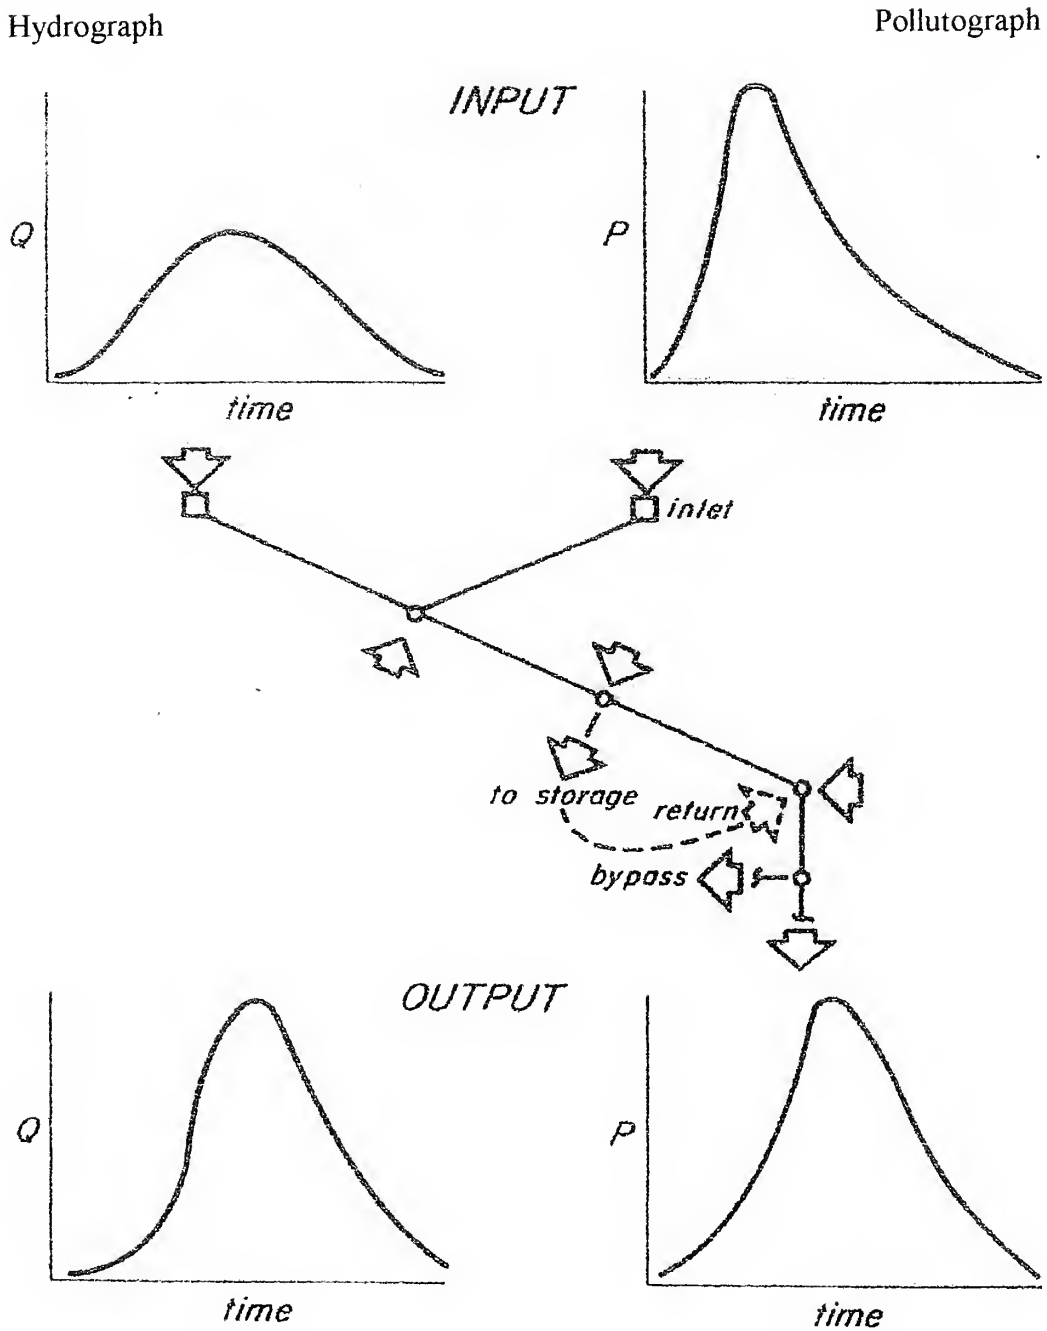 Hydrograph
Pollutograph
INPUT
Q
P
time
time
inlet
to storage
return
bypass
OUTPUT
Q
P
time
time